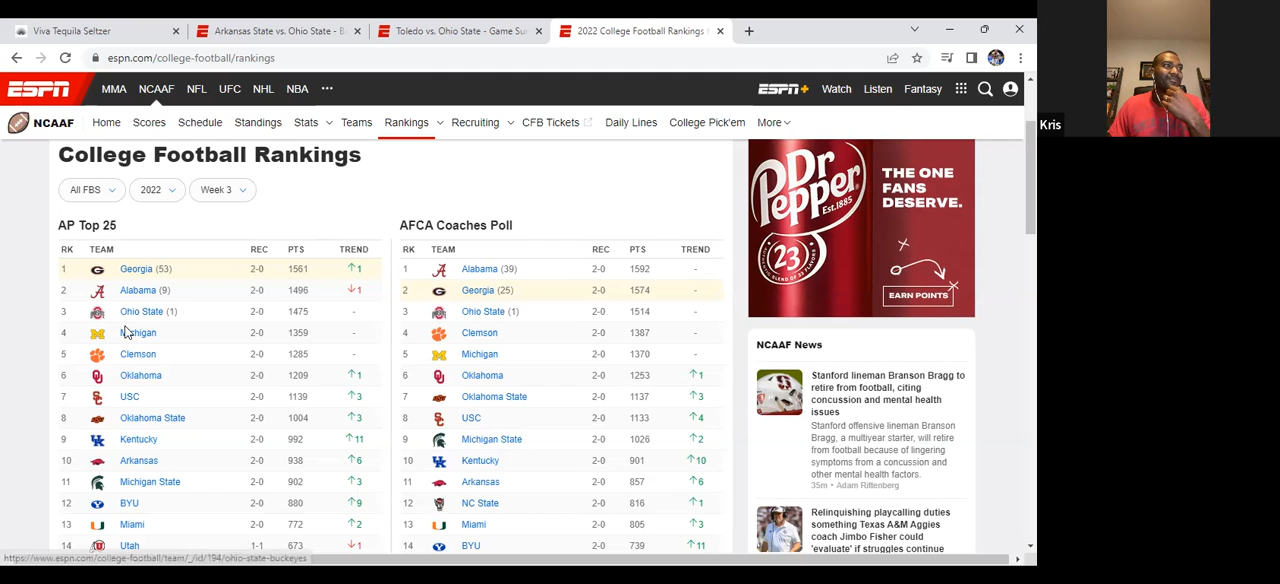 Viva Tequila Seltzer
Arkansas State vs. Ohio State - B
Toledo vs. Ohio State - Game Su
2022 College Football Rankings
espn.com/college-football/rankings
ESPN
MMA NCAAF NFL UFC NHL NBA
ESPN+ Watch Listen Fantasy
NCAAF Home Scores Schedule Standings Stats Teams Rankings Recruiting CFB Tickets Daily Lines College Pick'em More
College Football Rankings
All FBS 2022 Week 3
AP Top 25
RK TEAM REC PTS TREND
1 Georgia (53) 2-0 1561 ↑1
2 Alabama (9) 2-0 1496 ↓1
3 Ohio State (1) 2-0 1475 -
4 Michigan 2-0 1359 -
5 Clemson 2-0 1285 -
6 Oklahoma 2-0 1209 ↑1
7 USC 2-0 1139 ↑3
8 Oklahoma State 2-0 1004 ↑3
9 Kentucky 2-0 992 ↑11
10 Arkansas 2-0 938 ↑6
11 Michigan State 2-0 902 ↑3
12 BYU 2-0 880 ↑9
13 Miami 2-0 772 ↑2
14 Utah 1-1 673 ↓1
AFCA Coaches Poll
RK TEAM REC PTS TREND
1 Alabama (39) 2-0 1592 -
2 Georgia (25) 2-0 1574 -
3 Ohio State (1) 2-0 1514 -
4 Clemson 2-0 1387 -
5 Michigan 2-0 1370 -
6 Oklahoma 2-0 1253 ↑1
7 Oklahoma State 2-0 1137 ↑3
8 USC 2-0 1133 ↑4
9 Michigan State 2-0 1026 ↑2
10 Kentucky 2-0 901 ↑10
11 Arkansas 2-0 857 ↑6
12 NC State 2-0 816 ↑1
13 Miami 2-0 805 ↑3
14 BYU 2-0 739 ↑11
Dr Pepper
Est.1885
23
THE ONE
FANS
DESERVE.
EARN POINTS
NCAAF News
Stanford lineman Branson Bragg to
retire from football, citing
concussion and mental health
issues
Stanford offensive lineman Branson
Bragg, a multiyear starter, will retire
from football because of lingering
symptoms from a concussion and
other mental health factors.
35m • Adam Rittenberg
Relinquishing playcalling duties
something Texas A&M Aggies
coach Jimbo Fisher could
'evaluate' if struggles continue
https://www.espn.com/college-football/team/_/id/194/ohio-state-buckeyes
Kris